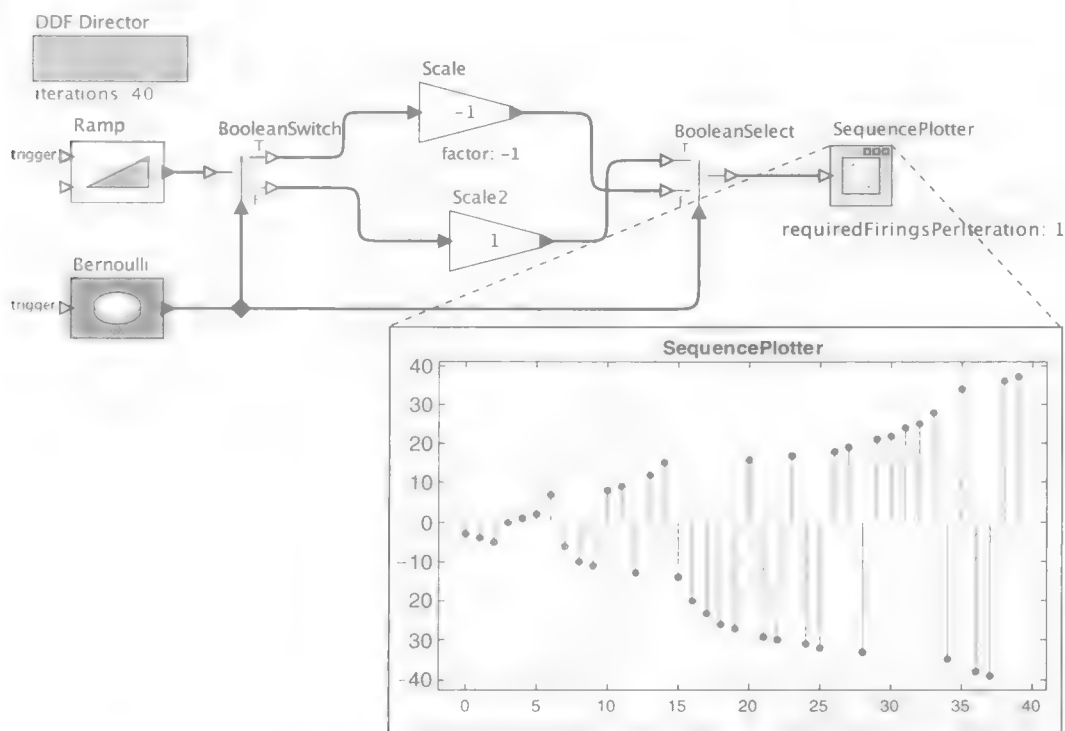 DDF Director
iterations 40
Ramp
trigger
BooleanSwitch
T
F
Scale
-1
factor: -1
Scale2
1
BooleanSelect
T
F
SequencePlotter
requiredFiringsPerIteration: 1
Bernoulli
trigger
SequencePlotter
40
30
20
10
0
-10
-20
30
-40
0 5 10 15 20 25 30 35 40